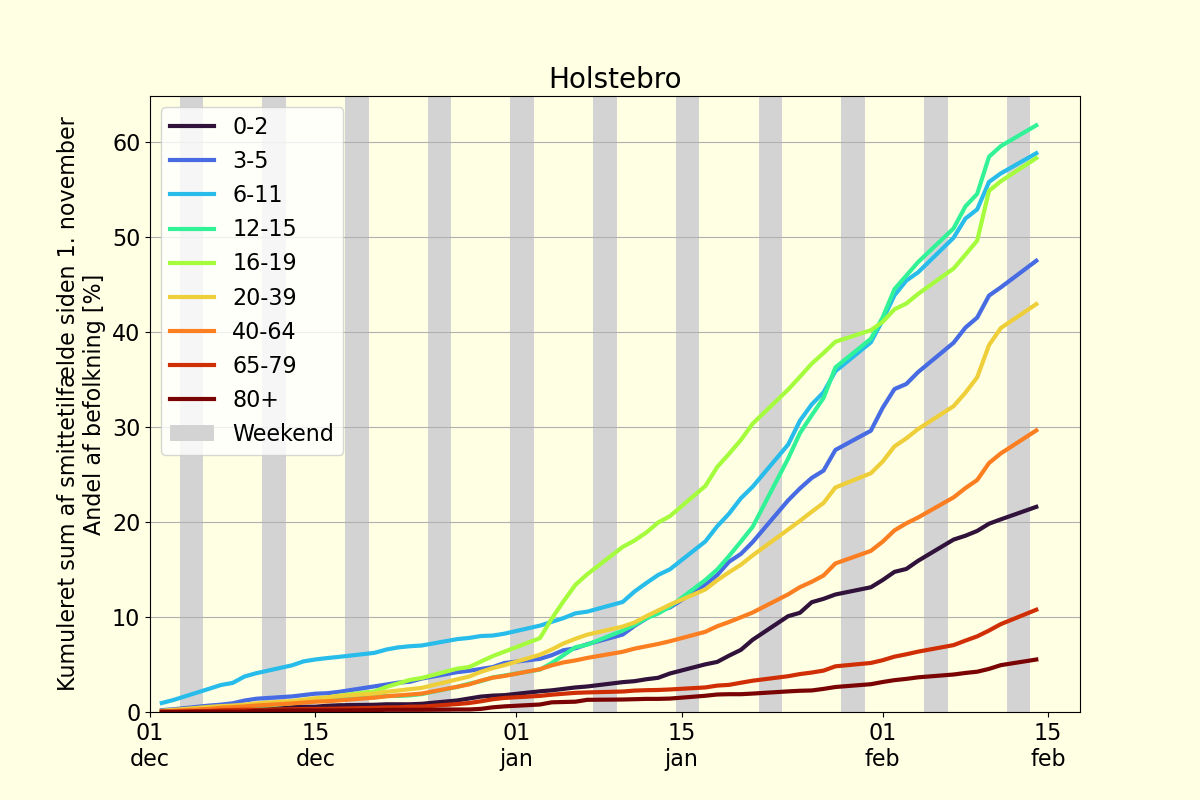 Holstebro
Kumuleret sum af smittetilfælde siden 1. november
Andel af befolkning [%]
60
50
40
30
20
10
0
0-2
3-5
6-11
12-15
16-19
20-39
40-64
65-79
80+
Weekend
01 15 01 15 01 15
dec dec jan jan feb feb